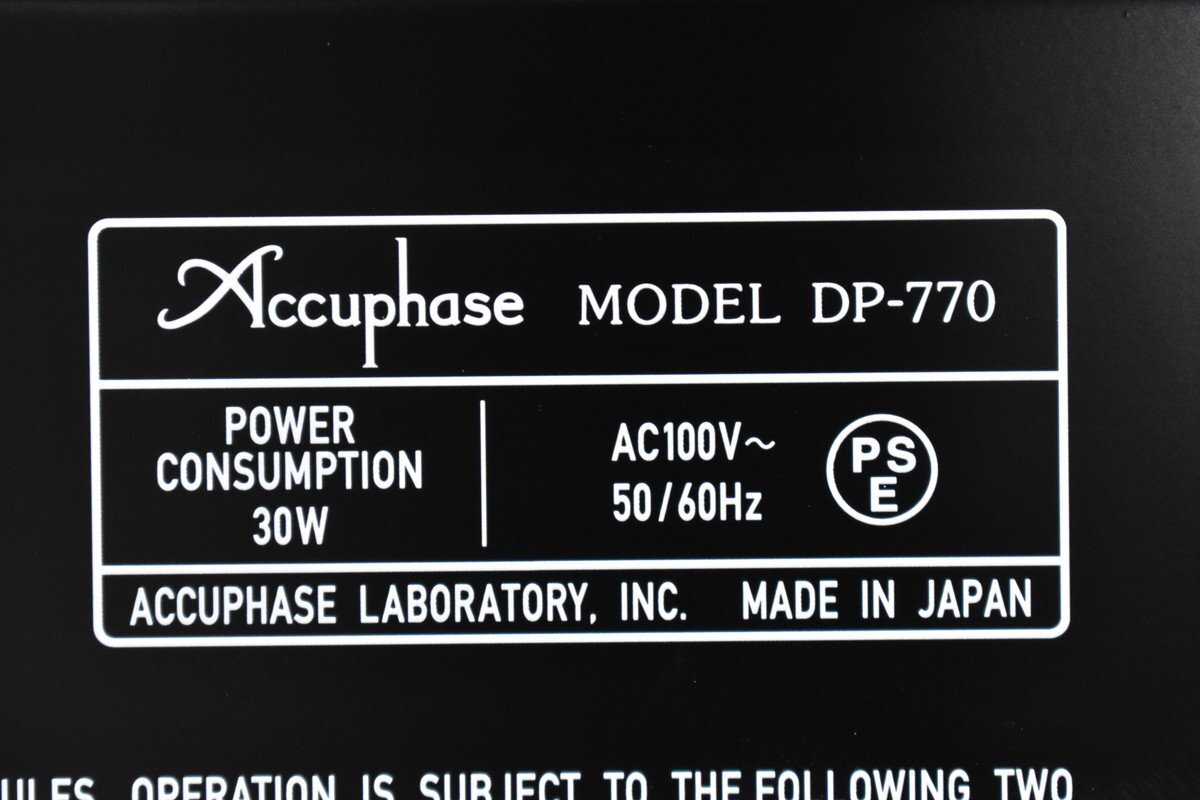 Accuphase MODEL DP-770
POWER
CONSUMPTION
30W
AC100V～
50/60Hz
PS
E
ACCUPHASE LABORATORY, INC. MADE IN JAPAN
OPERATION IS SUBJECT TO THE FOLLOWING TWO